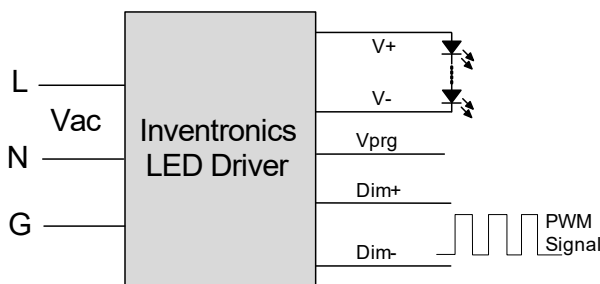 L
Vac
N
G
Inventronics
LED Driver
V+
V-
Vprg
Dim+
Dim-
PWM
Signal